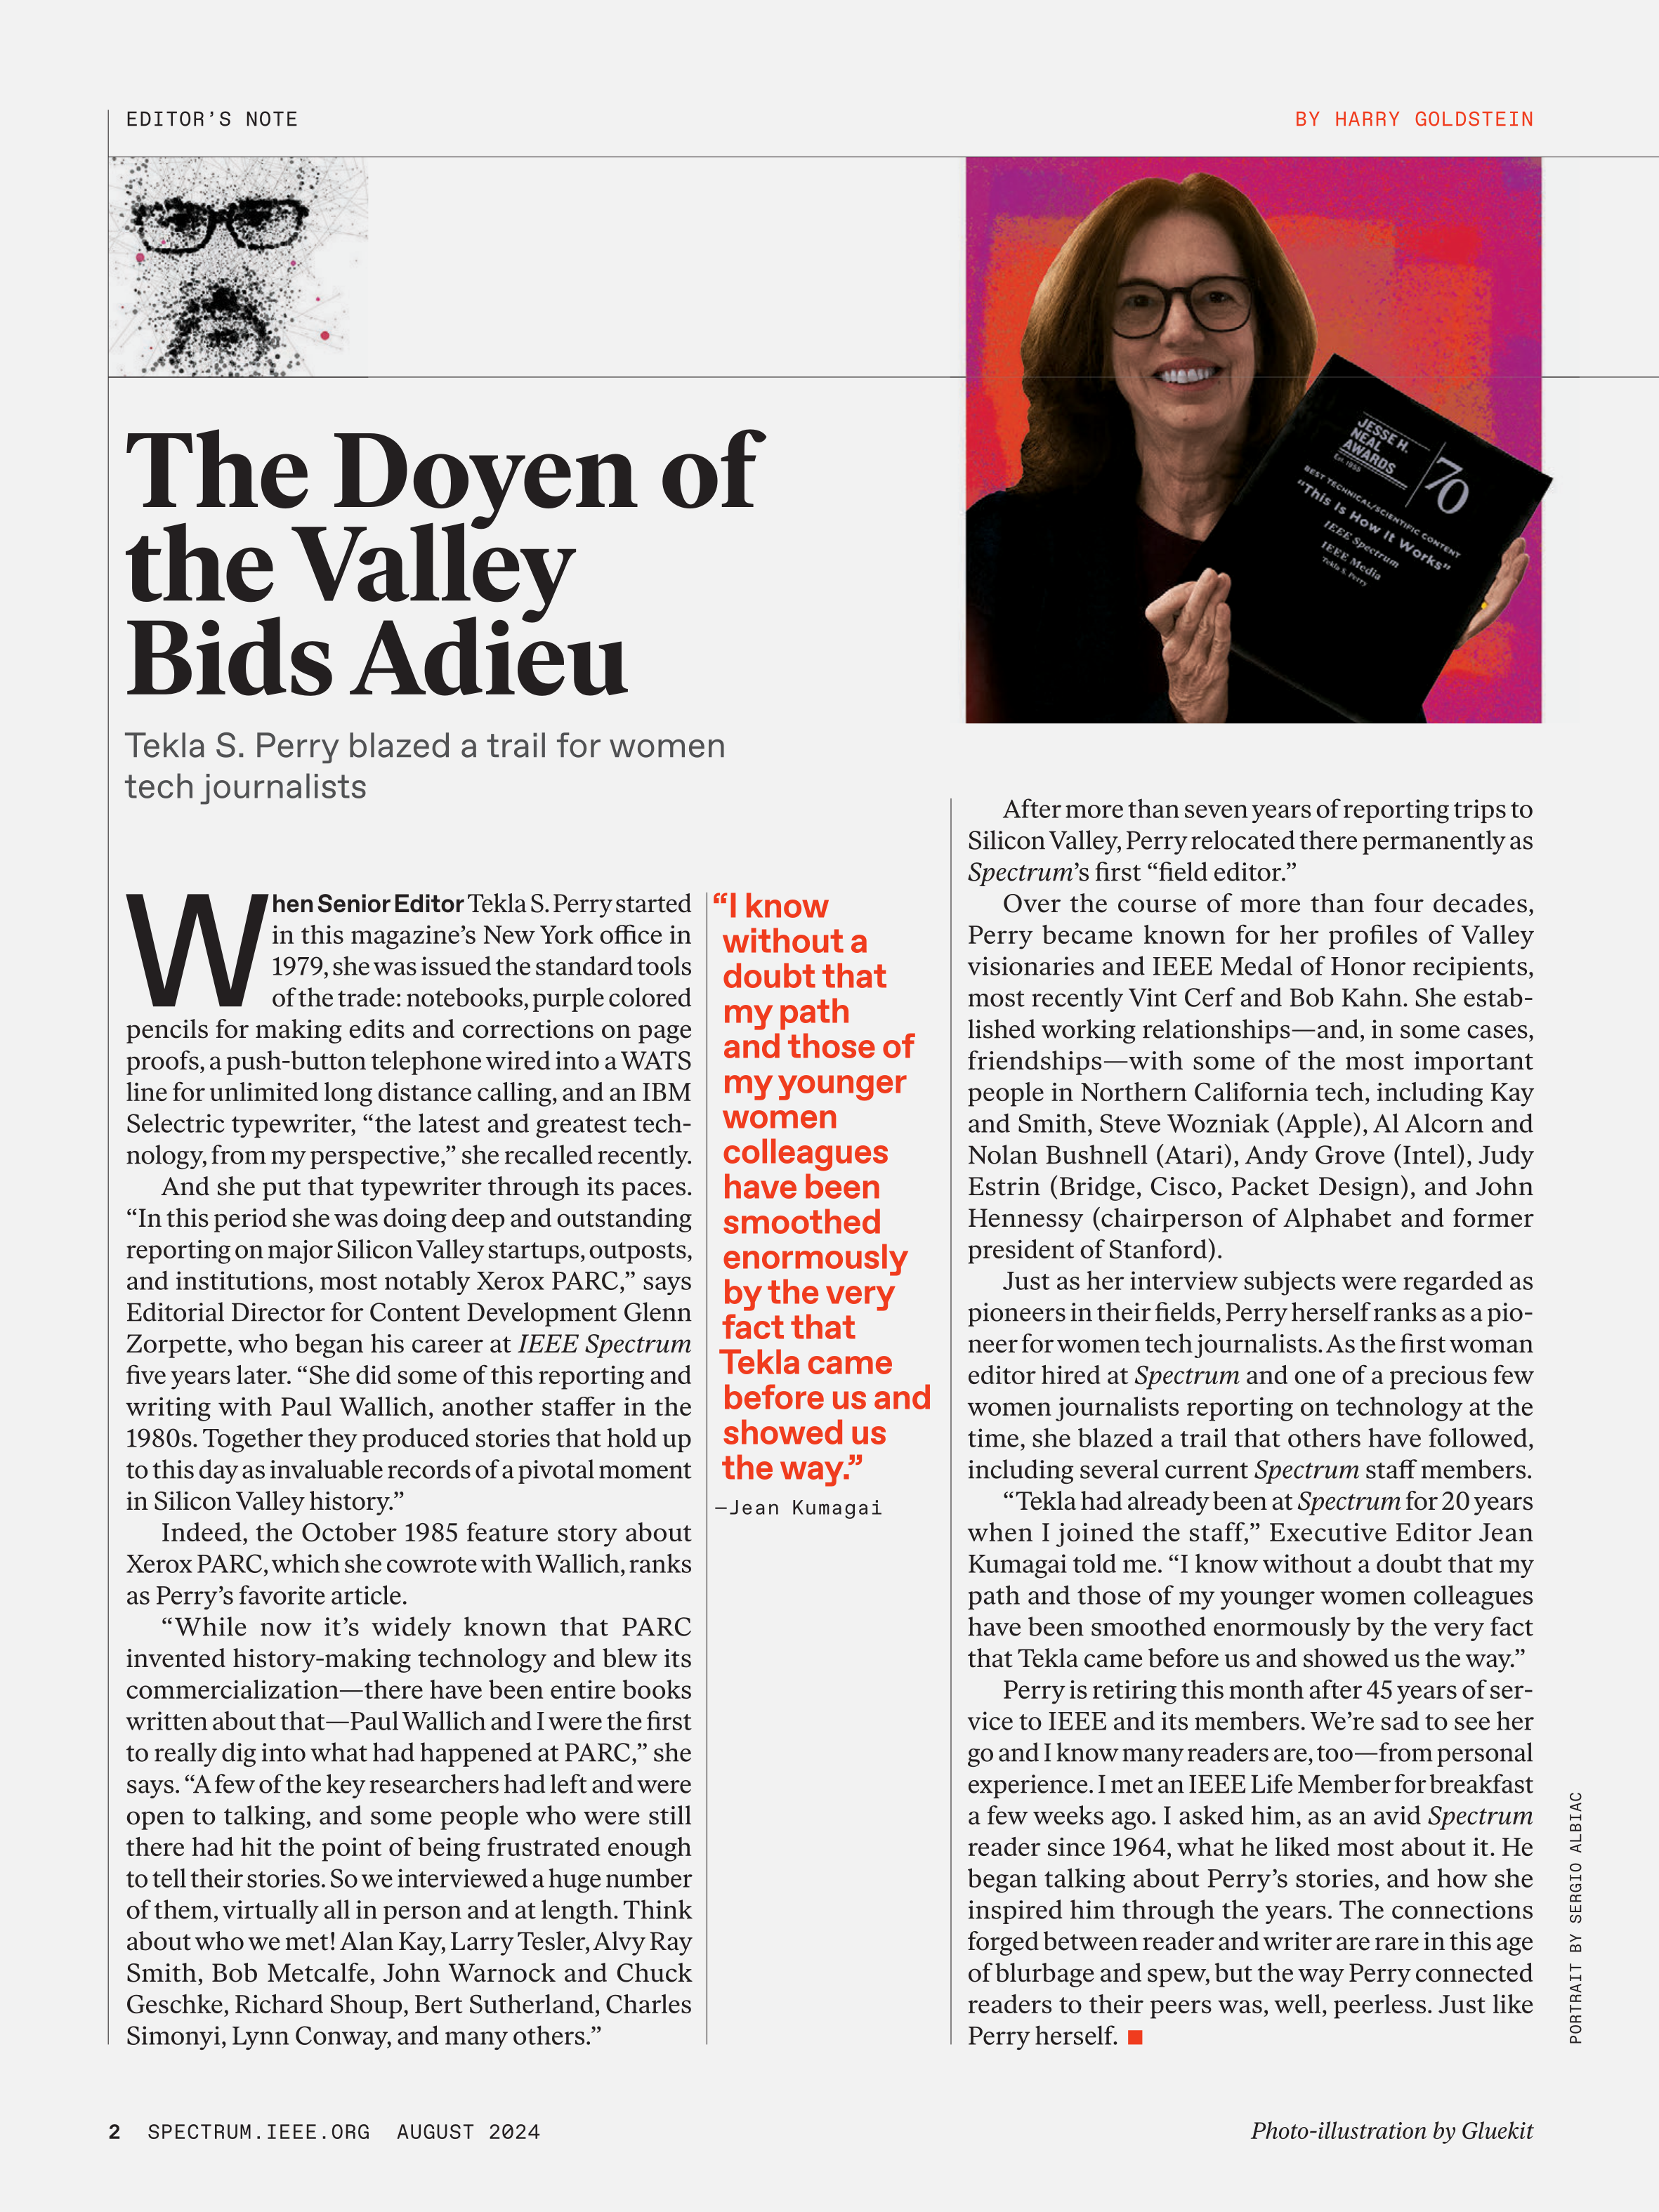 EDITOR’S NOTE
BY HARRY GOLDSTEIN
JESSE H.
NEAL
AWARDS
Est. 1955
70
BEST TECHNICAL/SCIENTIFIC CONTENT
“This Is How It Works”
IEEE Spectrum
IEEE Media
Tekla S. Perry
The Doyen of
the Valley
Bids Adieu
Tekla S. Perry blazed a trail for women
tech journalists
When Senior Editor Tekla S. Perry started
in this magazine’s New York office in
1979, she was issued the standard tools
of the trade: notebooks, purple colored
pencils for making edits and corrections on page
proofs, a push-button telephone wired into a WATS
line for unlimited long distance calling, and an IBM
Selectric typewriter, “the latest and greatest tech-
nology, from my perspective,” she recalled recently.
And she put that typewriter through its paces.
“In this period she was doing deep and outstanding
reporting on major Silicon Valley startups, outposts,
and institutions, most notably Xerox PARC,” says
Editorial Director for Content Development Glenn
Zorpette, who began his career at IEEE Spectrum
five years later. “She did some of this reporting and
writing with Paul Wallich, another staffer in the
1980s. Together they produced stories that hold up
to this day as invaluable records of a pivotal moment
in Silicon Valley history.”
Indeed, the October 1985 feature story about
Xerox PARC, which she cowrote with Wallich, ranks
as Perry’s favorite article.
“While now it’s widely known that PARC
invented history-making technology and blew its
commercialization—there have been entire books
written about that—Paul Wallich and I were the first
to really dig into what had happened at PARC,” she
says. “A few of the key researchers had left and were
open to talking, and some people who were still
there had hit the point of being frustrated enough
to tell their stories. So we interviewed a huge number
of them, virtually all in person and at length. Think
about who we met! Alan Kay, Larry Tesler, Alvy Ray
Smith, Bob Metcalfe, John Warnock and Chuck
Geschke, Richard Shoup, Bert Sutherland, Charles
Simonyi, Lynn Conway, and many others.”
“I know
without a
doubt that
my path
and those of
my younger
women
colleagues
have been
smoothed
enormously
by the very
fact that
Tekla came
before us and
showed us
the way.”
—Jean Kumagai
After more than seven years of reporting trips to
Silicon Valley, Perry relocated there permanently as
Spectrum’s first “field editor.”
Over the course of more than four decades,
Perry became known for her profiles of Valley
visionaries and IEEE Medal of Honor recipients,
most recently Vint Cerf and Bob Kahn. She estab-
lished working relationships—and, in some cases,
friendships—with some of the most important
people in Northern California tech, including Kay
and Smith, Steve Wozniak (Apple), Al Alcorn and
Nolan Bushnell (Atari), Andy Grove (Intel), Judy
Estrin (Bridge, Cisco, Packet Design), and John
Hennessy (chairperson of Alphabet and former
president of Stanford).
Just as her interview subjects were regarded as
pioneers in their fields, Perry herself ranks as a pio-
neer for women tech journalists. As the first woman
editor hired at Spectrum and one of a precious few
women journalists reporting on technology at the
time, she blazed a trail that others have followed,
including several current Spectrum staff members.
“Tekla had already been at Spectrum for 20 years
when I joined the staff,” Executive Editor Jean
Kumagai told me. “I know without a doubt that my
path and those of my younger women colleagues
have been smoothed enormously by the very fact
that Tekla came before us and showed us the way.”
Perry is retiring this month after 45 years of ser-
vice to IEEE and its members. We’re sad to see her
go and I know many readers are, too—from personal
experience. I met an IEEE Life Member for breakfast
a few weeks ago. I asked him, as an avid Spectrum
reader since 1964, what he liked most about it. He
began talking about Perry’s stories, and how she
inspired him through the years. The connections
forged between reader and writer are rare in this age
of blurbage and spew, but the way Perry connected
readers to their peers was, well, peerless. Just like
Perry herself.
PORTRAIT BY SERGIO ALBIAC
2 SPECTRUM.IEEE.ORG AUGUST 2024
Photo-illustration by Gluekit